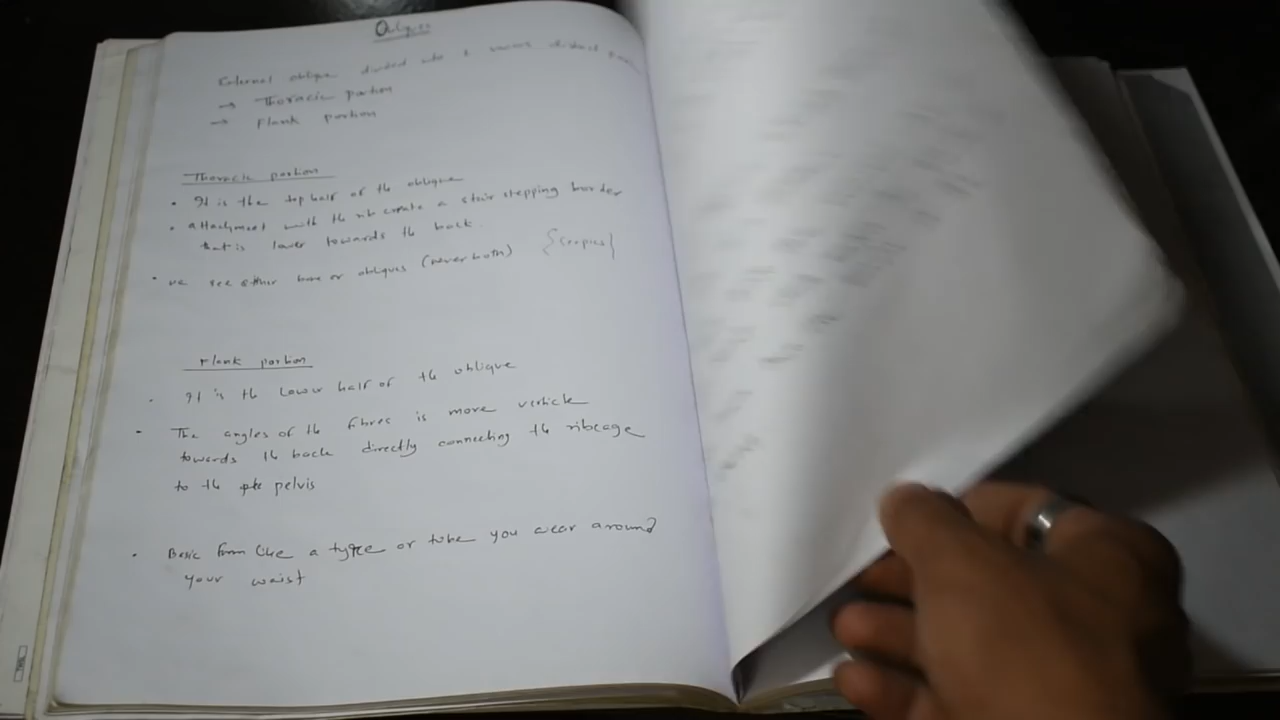 Obliques
External oblique divided into 2 more distinct
→ Thoracic portion
→ Flank portion
Thoracic portion
• It is the top half of the oblique
• attachment with the rib create a stair stepping border
that is lower towards the back.
• we see either bone or obliques (never both)
Flank portion
• It is the Lower half of the oblique
• The angles of the fibres is more verticle
towards the back directly connecting the ribcage
to the pelvis
• Basic form like a tyre or tube you wear around
your waist